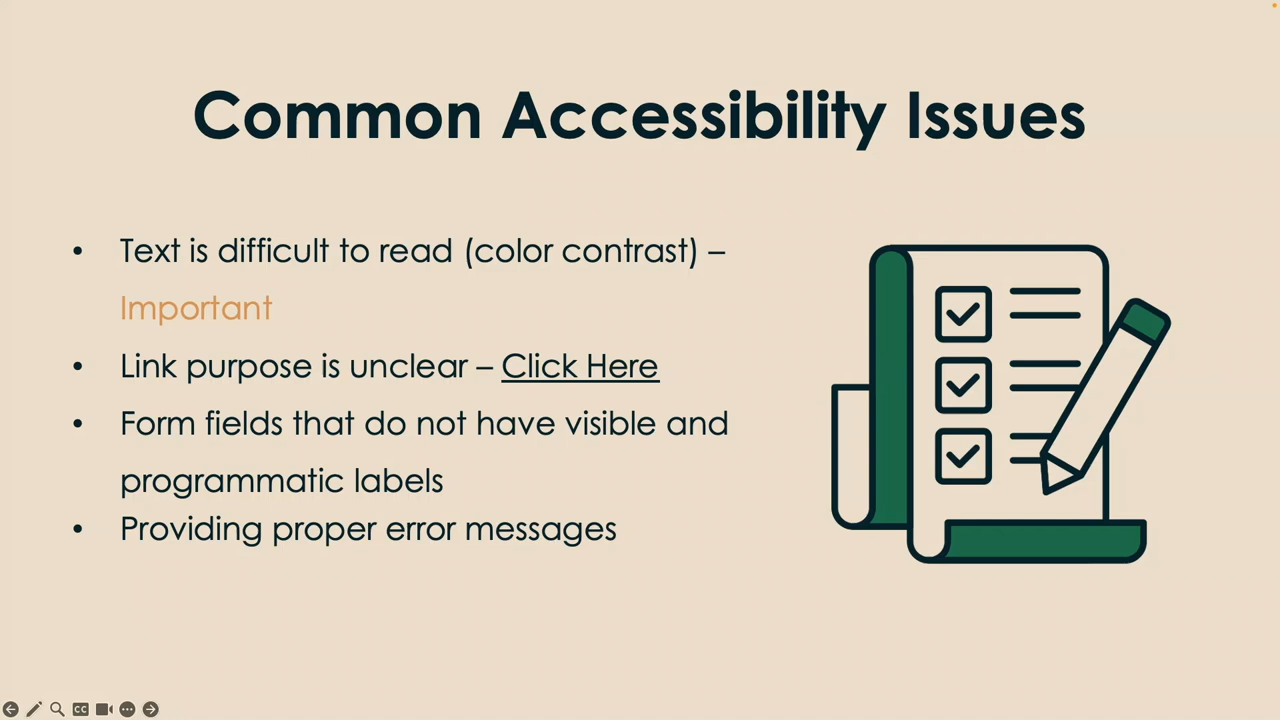 Common Accessibility Issues
• Text is difficult to read (color contrast) –
Important
• Link purpose is unclear – Click Here
• Form fields that do not have visible and
programmatic labels
• Providing proper error messages
CC